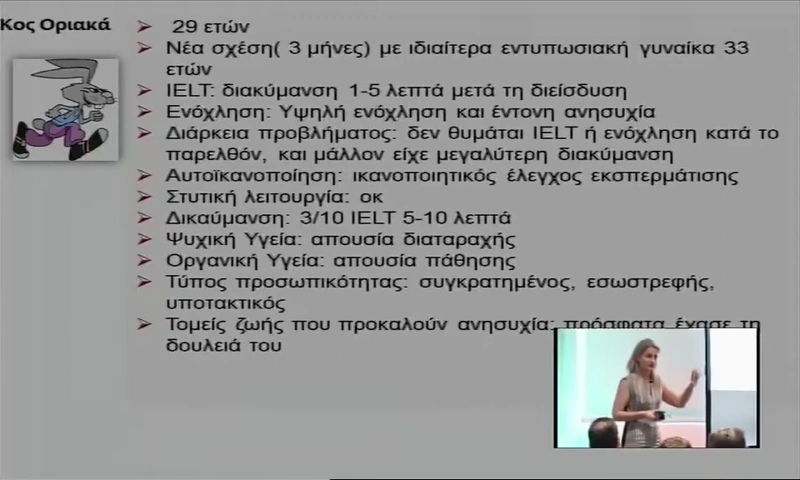 Κος Οριακά
29 ετών
Νέα σχέση( 3 μήνες) με ιδιαίτερα εντυπωσιακή γυναίκα 33
ετών
IELT: διακύμανση 1-5 λεπτά μετά τη διείσδυση
Ενόχληση: Υψηλή ενόχληση και έντονη ανησυχία
Διάρκεια προβλήματος: δεν θυμάται IELT ή ενόχληση κατά το
παρελθόν, και μάλλον είχε μεγαλύτερη διακύμανση
Αυτοϊκανοποίηση: ικανοποιητικός έλεγχος εκσπερμάτισης
Στυτική λειτουργία: οκ
Δικαύμανση: 3/10 IELT 5-10 λεπτά
Ψυχική Υγεία: απουσία διαταραχής
Οργανική Υγεία: απουσία πάθησης
Τύπος προσωπικότητας: συγκρατημένος, εσωστρεφής,
υποτακτικός
Τομείς ζωής που προκαλούν ανησυχία: πρόσφατα έχασε τη
δουλειά του